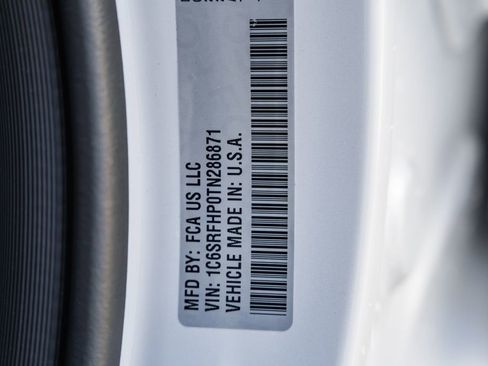 MFD BY: FCA US LLC
VIN: 1C6SRFHP0TN286871
VEHICLE MADE IN: U.S.A.